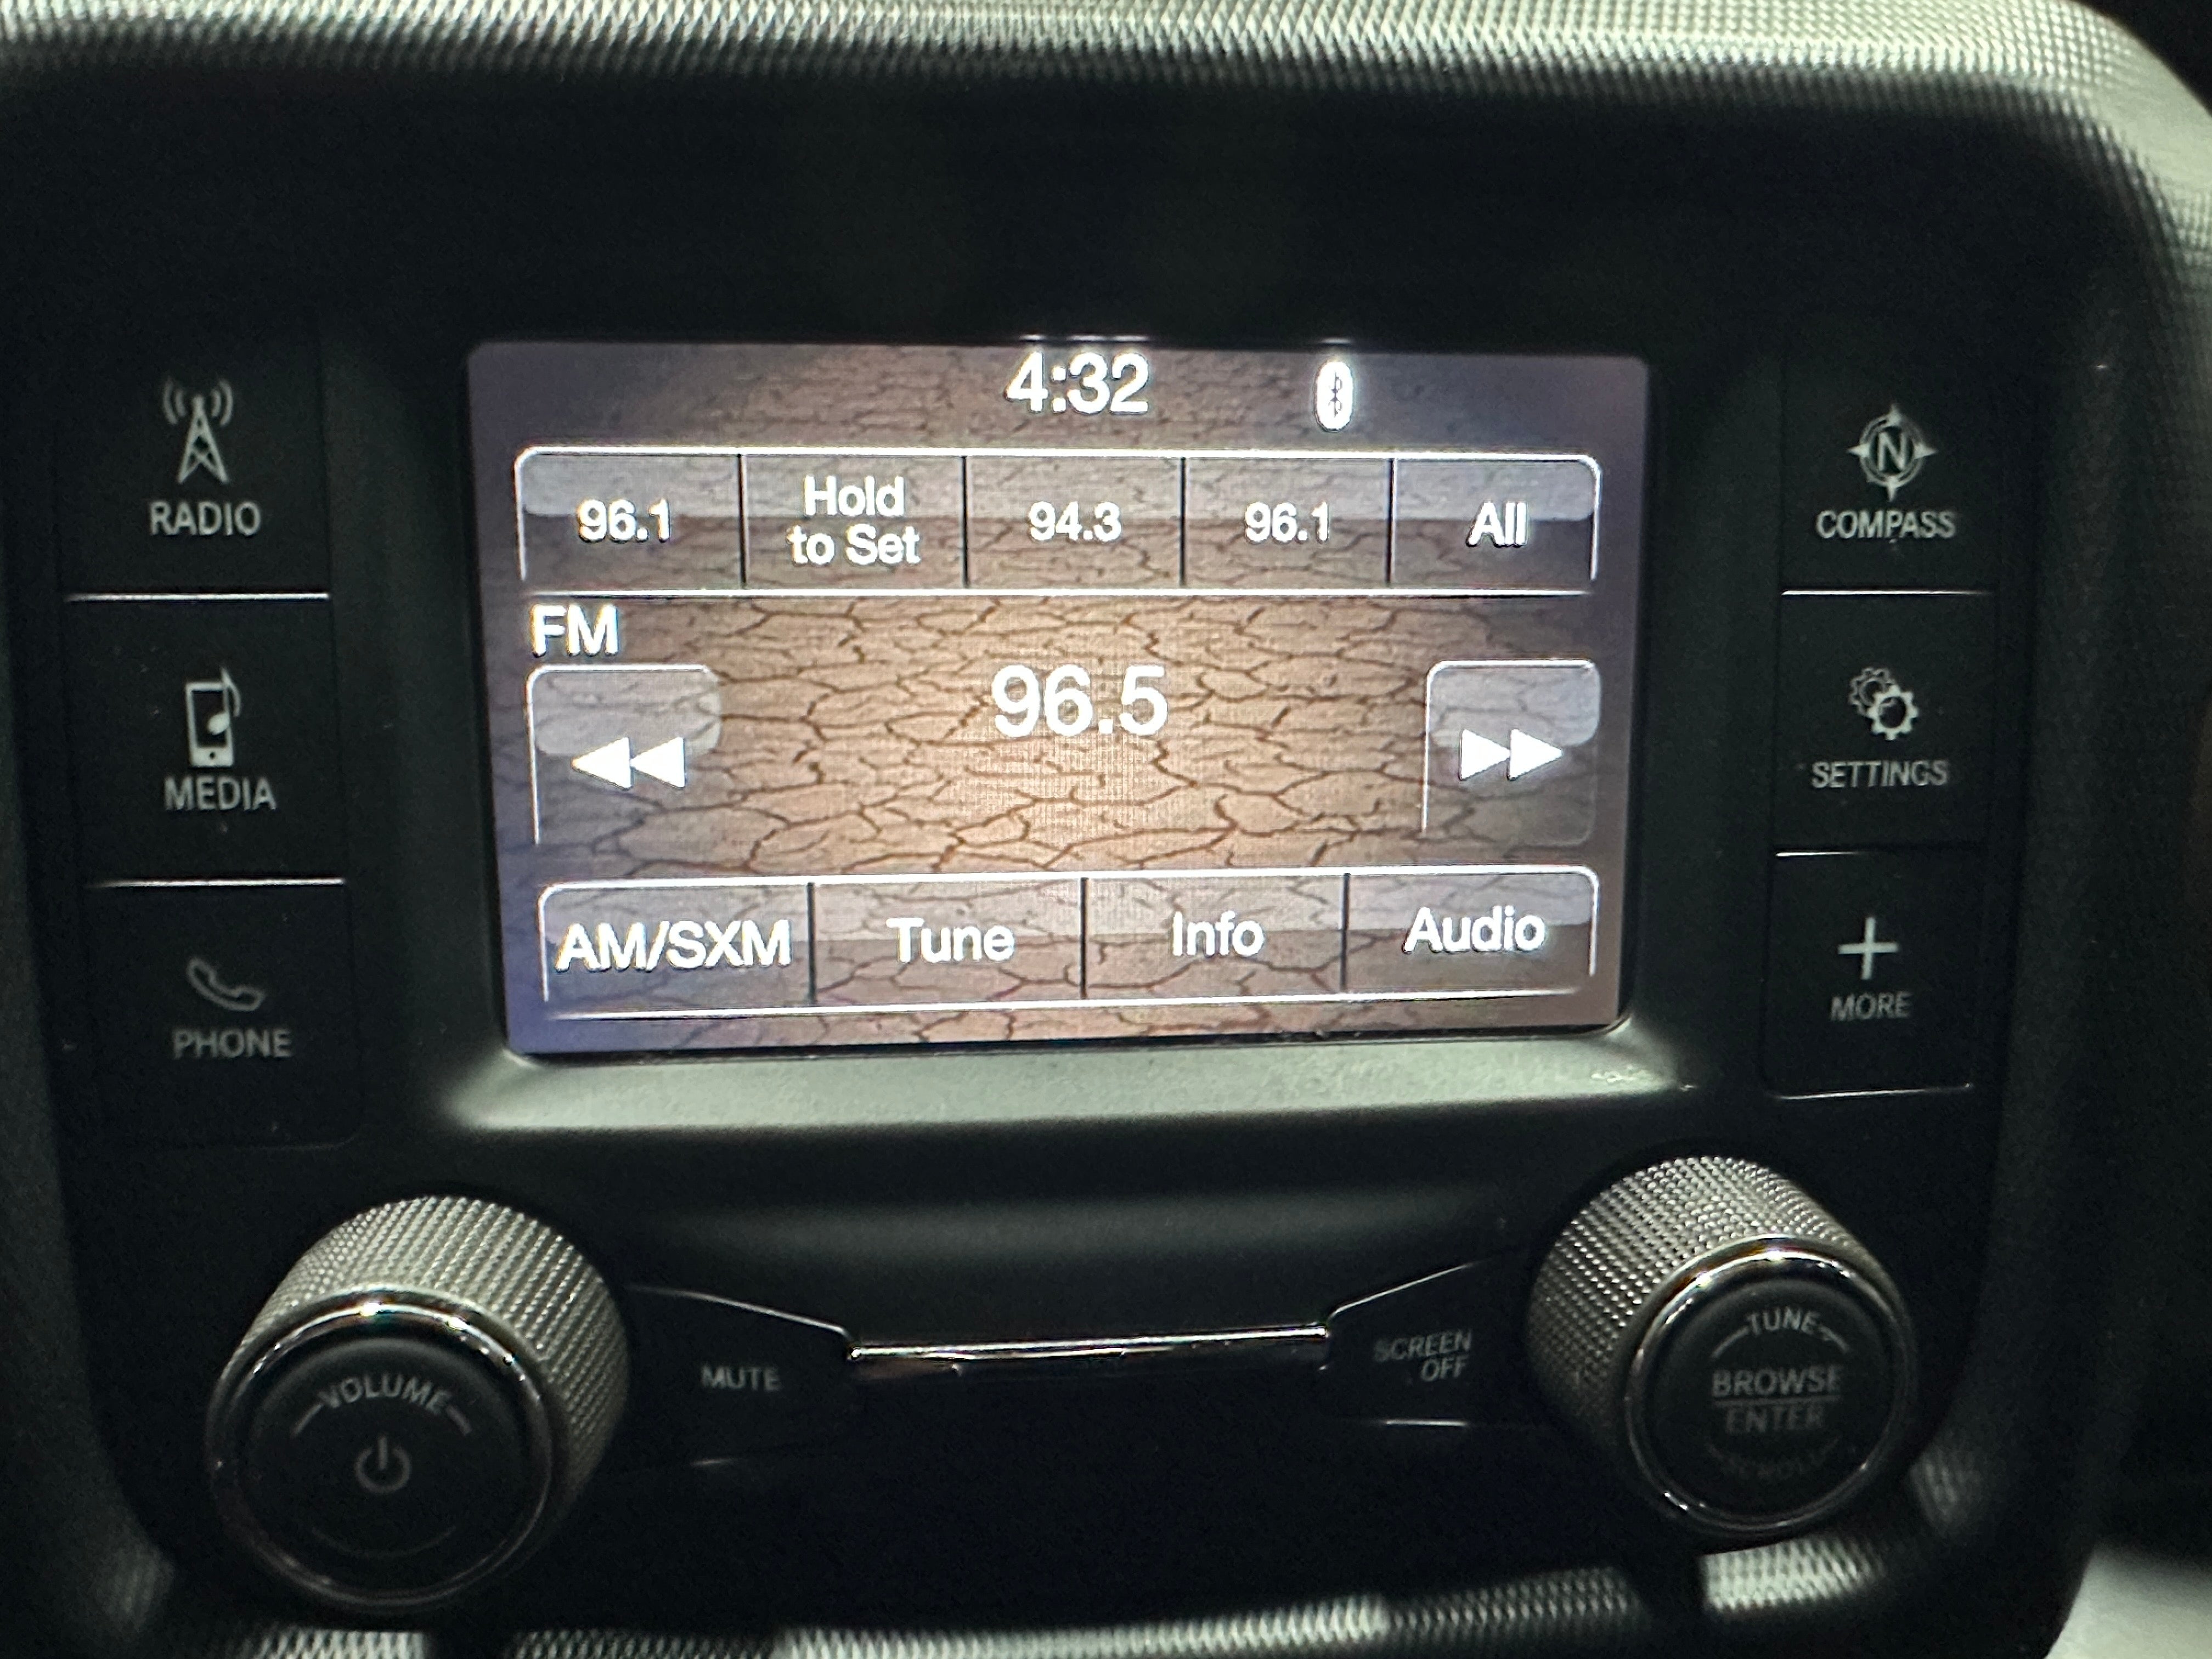 4:32
96.1
Hold
to Set
94.3
96.1
All
FM
96.5
AM/SXM
Tune
Info
Audio
RADIO
MEDIA
PHONE
N
COMPASS
SETTINGS
MORE
VOLUME
MUTE
SCREEN
OFF
TUNE
BROWSE
ENTER
SCROLL